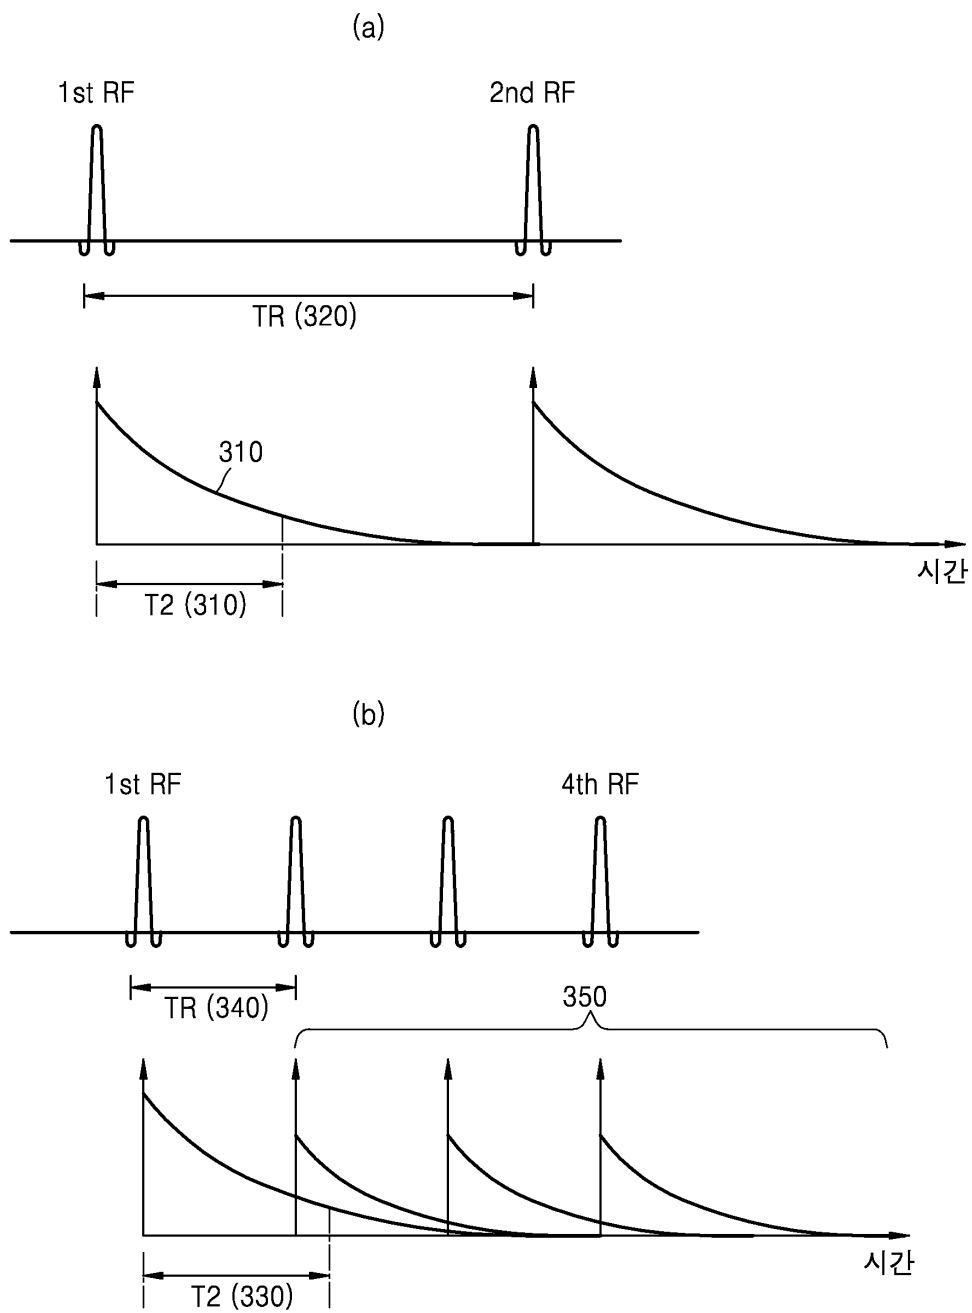 (a)
1st RF
2nd RF
TR (320)
310
시간
T2 (310)
(b)
1st RF
4th RF
TR (340)
350
시간
T2 (330)